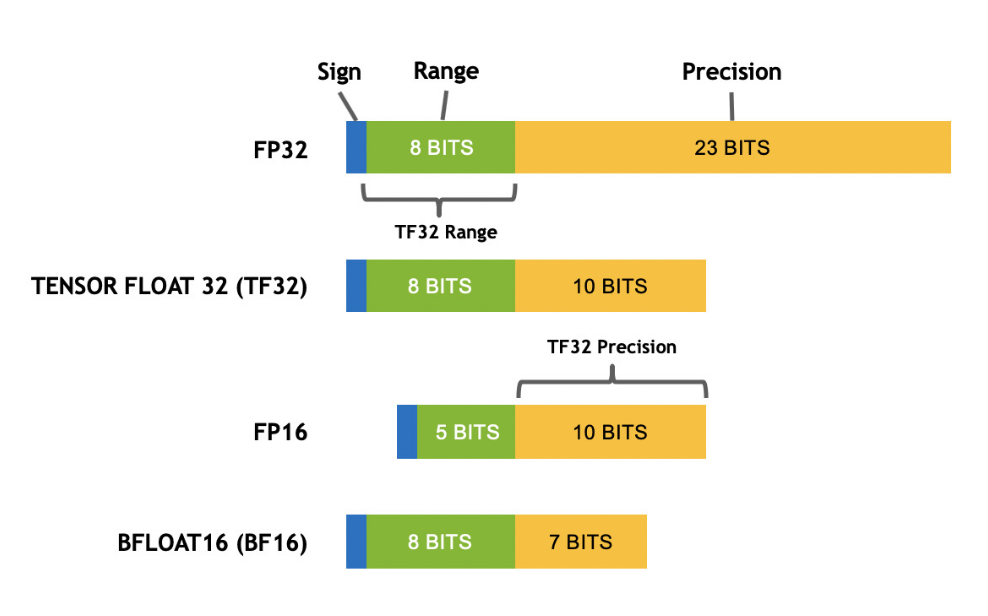 Sign
Range
Precision
FP32
8 BITS
23 BITS
TF32 Range
TENSOR FLOAT 32 (TF32)
8 BITS
10 BITS
TF32 Precision
FP16
5 BITS
10 BITS
BFLOAT16 (BF16)
8 BITS
7 BITS